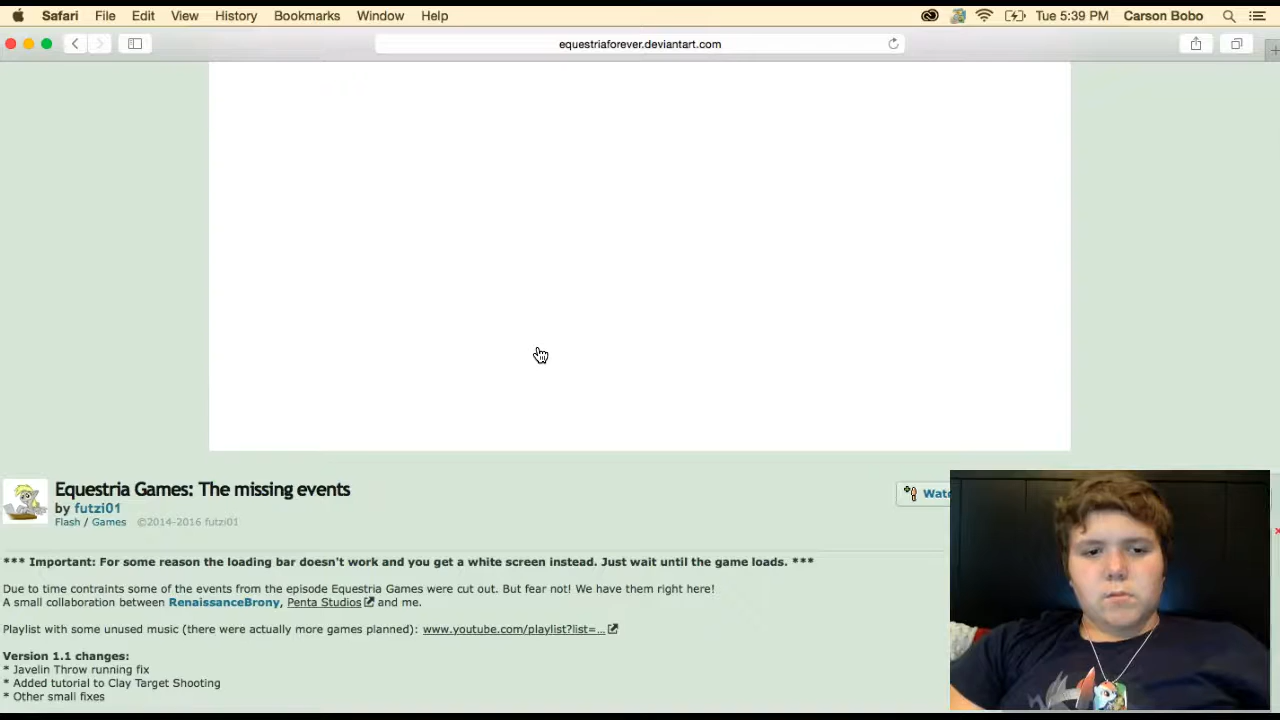 Safari File Edit View History Bookmarks Window Help Tue 5:39 PM Carson Bobo
equestriaforever.deviantart.com
Equestria Games: The missing events
by futzi01
Flash / Games ©2014-2016 futzi01
*** Important: For some reason the loading bar doesn't work and you get a white screen instead. Just wait until the game loads. ***
Due to time contraints some of the events from the episode Equestria Games were cut out. But fear not! We have them right here!
A small collaboration between RenaissanceBrony, Penta Studios and me.
Playlist with some unused music (there were actually more games planned): www.youtube.com/playlist?list=...
Version 1.1 changes:
* Javelin Throw running fix
* Added tutorial to Clay Target Shooting
* Other small fixes